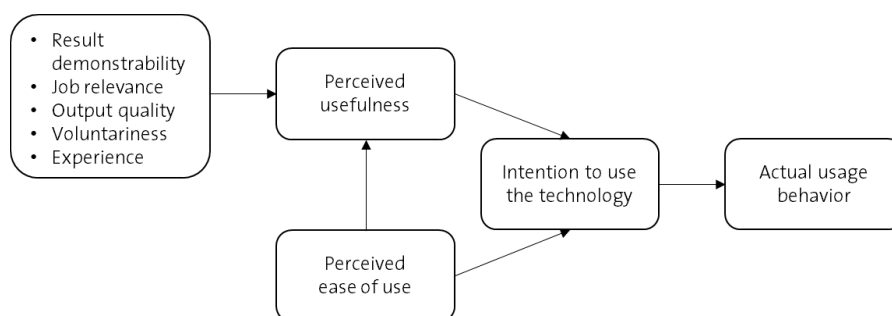 • Result
demonstrability
• Job relevance
• Output quality
• Voluntariness
• Experience
Perceived
usefulness
Intention to use
the technology
Actual usage
behavior
Perceived
ease of use